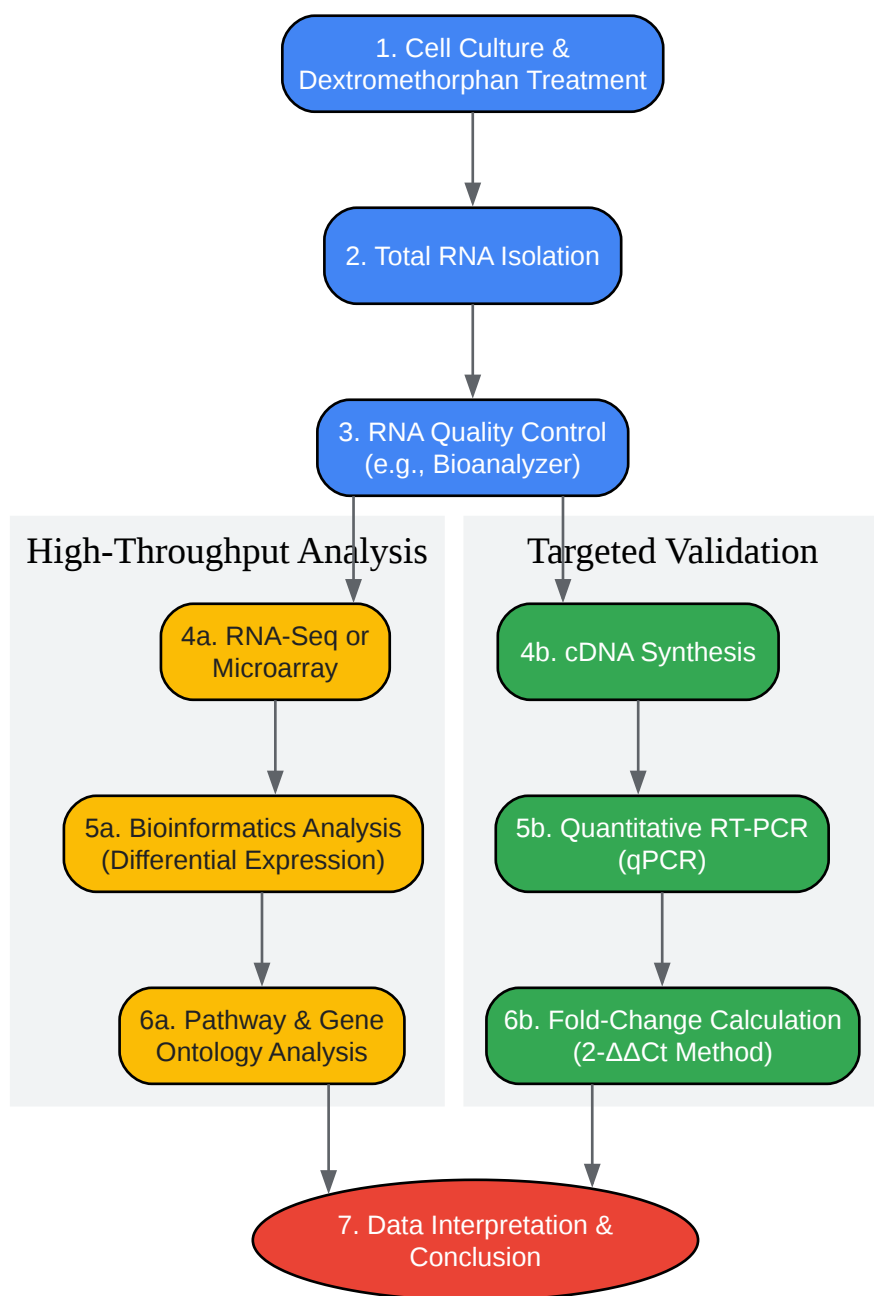 1. Cell Culture &
Dextromethorphan Treatment
2. Total RNA Isolation
3. RNA Quality Control
(e.g., Bioanalyzer)
High-Throughput Analysis
4a. RNA-Seq or
Microarray
5a. Bioinformatics Analysis
(Differential Expression)
6a. Pathway & Gene
Ontology Analysis
Targeted Validation
4b. cDNA Synthesis
5b. Quantitative RT-PCR
(qPCR)
6b. Fold-Change Calculation
(2-ΔΔCt Method)
7. Data Interpretation &
Conclusion